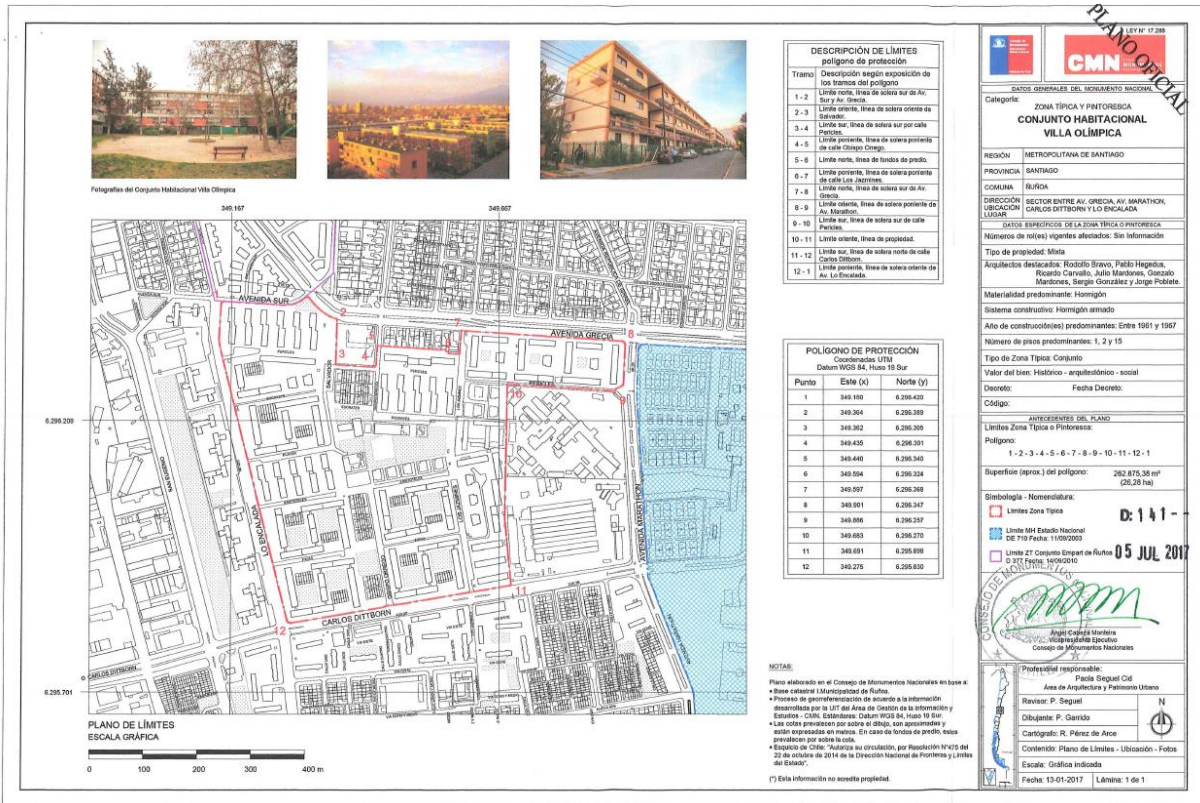 PLANO OFICIAL
LEY N° 17.288
CMN
Fotografías del Conjunto Habitacional Villa Olímpica
349.167
349.667
6.296.209
6.295.701
AVENIDA SUR
AVENIDA GRECIA
SALVADOR
PERICLES
AVENIDA MARATHON
LO ENCALADA
CARLOS DITTBORN
CARLOS DITTBORN
1
2
3
4
5
6
7
8
9
10
11
12
PLANO DE LÍMITES
ESCALA GRÁFICA
0 100 200 300 400 m
DESCRIPCIÓN DE LÍMITES
polígono de protección
Tramo Descripción según exposición de los tramos del polígono
1 - 2 Límite norte, línea de solera sur de Av. Sur y Av. Grecia.
2 - 3 Límite oriente, línea de solera oriente de Salvador.
3 - 4 Límite sur, línea de solera sur por calle Pericles.
4 - 5 Límite poniente, línea de solera poniente de calle Obispo Orrego.
5 - 6 Límite norte, línea de fondos de predio.
6 - 7 Límite poniente, línea de solera poniente de calle Los Jazmines.
7 - 8 Límite norte, línea de solera sur de Av. Grecia.
8 - 9 Límite oriente, línea de solera poniente de Av. Marathon.
9 - 10 Límite sur, línea de solera sur de calle Pericles.
10 - 11 Límite oriente, línea de propiedad.
11 - 12 Límite sur, línea de solera norte de calle Carlos Dittborn.
12 - 1 Límite poniente, línea de solera oriente de Av. Lo Encalada.
POLÍGONO DE PROTECCIÓN
Coordenadas UTM
Datum WGS 84, Huso 19 Sur
Punto Este (x) Norte (y)
1 349.150 6.296.420
2 349.364 6.296.389
3 349.362 6.296.305
4 349.435 6.296.301
5 349.440 6.296.340
6 349.594 6.296.324
7 349.597 6.296.368
8 349.901 6.296.347
9 349.886 6.296.257
10 349.683 6.296.270
11 349.691 6.295.898
12 349.275 6.295.830
NOTAS:
Plano elaborado en el Consejo de Monumentos Nacionales en base a:
• Base catastral I.Municipalidad de Ñuñoa.
• Proceso de georreferenciación de acuerdo a la información
desarrollada por la UIT del Área de Gestión de la Información y
Estudios - CMN. Estándares: Datum WGS 84, Huso 19 Sur.
• Las cotas prevalecen por sobre el dibujo, son aproximadas y
están expresadas en metros. En caso de fondos de predio, estos
prevalecen por sobre la cota.
• Esquicio de Chile: "Autoriza su circulación, por Resolución N°475 del
22 de octubre de 2014 de la Dirección Nacional de Fronteras y Límites
del Estado".
(*) Esta información no acredita propiedad.
DATOS GENERALES DEL MONUMENTO NACIONAL
Categoría:
ZONA TÍPICA Y PINTORESCA
CONJUNTO HABITACIONAL
VILLA OLÍMPICA
REGIÓN METROPOLITANA DE SANTIAGO
PROVINCIA SANTIAGO
COMUNA ÑUÑOA
DIRECCIÓN UBICACIÓN LUGAR SECTOR ENTRE AV. GRECIA, AV. MARATHON, CARLOS DITTBORN Y LO ENCALADA
DATOS ESPECÍFICOS DE LA ZONA TÍPICA O PINTORESCA
Números de rol(es) vigentes afectados: Sin Información
Tipo de propiedad: Mixta
Arquitectos destacados: Rodolfo Bravo, Pablo Hegedus,
Ricardo Carvallo, Julio Mardones, Gonzalo
Mardones, Sergio González y Jorge Poblete.
Materialidad predominante: Hormigón
Sistema constructivo: Hormigón armado
Año de construcción(es) predominantes: Entre 1961 y 1967
Número de pisos predominantes: 1, 2 y 15
Tipo de Zona Típica: Conjunto
Valor del bien: Histórico - arquitectónico - social
Decreto: Fecha Decreto:
Código:
ANTECEDENTES DEL PLANO
Límites Zona Típica o Pintoresca:
Polígono:
1 - 2 - 3 - 4 - 5 - 6 - 7 - 8 - 9 - 10 - 11 - 12 - 1
Superficie (aprox.) del polígono: 262.875,38 m²
(26,28 ha)
Simbología - Nomenclatura:
Límites Zona Típica
D: 141 -
Límite MH Estadio Nacional
DE 710 Fecha: 11/09/2003
Límite ZT Conjunto Empart de Ñuñoa
D 377 Fecha: 14/09/2010
05 JUL 2017
CONSEJO DE MONUMENTOS
Ángel Cabeza Monteira
Vicepresidente Ejecutivo
Consejo de Monumentos Nacionales
Profesional responsable:
Paola Seguel Cid
Área de Arquitectura y Patrimonio Urbano
Revisor: P. Seguel
Dibujante: P. Garrido
Cartógrafo: R. Pérez de Arce
N
Contenido: Plano de Límites - Ubicación - Fotos
Escala: Gráfica indicada
Fecha: 13-01-2017 Lámina: 1 de 1